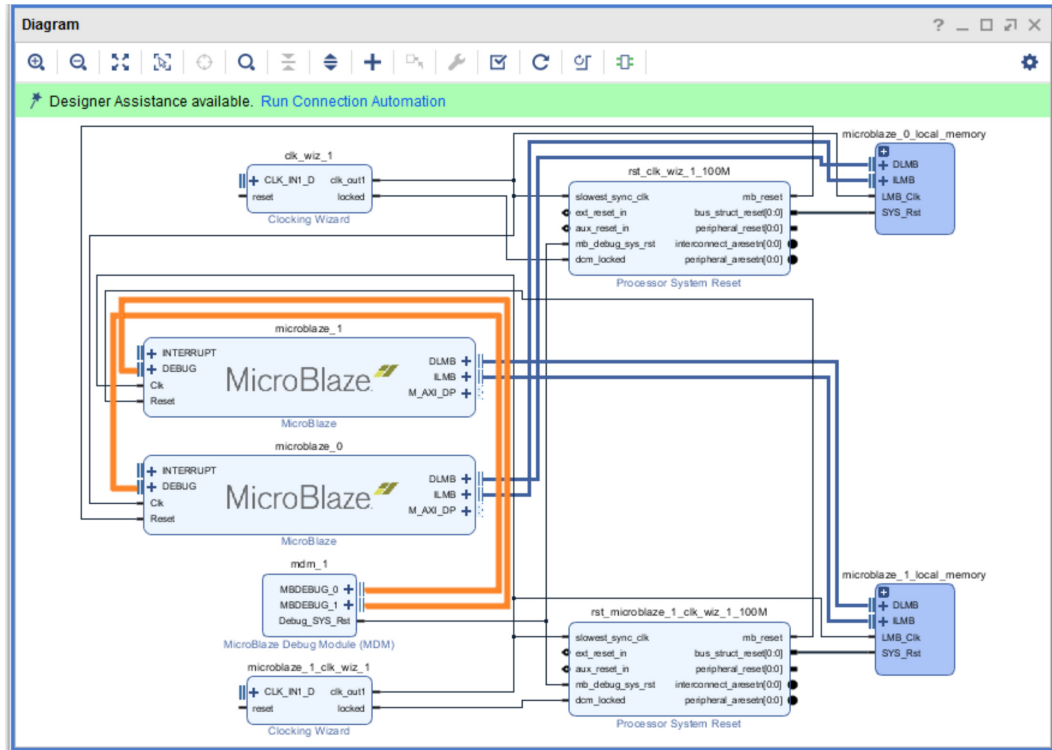 Diagram
Designer Assistance available. Run Connection Automation
microblaze_0_local_memory
DLMB
ILMB
LMB_Clk
SYS_Rst
clk_wiz_1
CLK_IN1_D clk_out1
reset locked
Clocking Wizard
rst_clk_wiz_1_100M
slowest_sync_clk mb_reset
ext_reset_in bus_struct_reset[0:0]
aux_reset_in peripheral_reset[0:0]
mb_debug_sys_rst interconnect_aresetn[0:0]
dcm_locked peripheral_aresetn[0:0]
Processor System Reset
microblaze_1
INTERRUPT
DEBUG
Clk
Reset
MicroBlaze
DLMB
ILMB
M_AXI_DP
MicroBlaze
microblaze_0
INTERRUPT
DEBUG
Clk
Reset
MicroBlaze
DLMB
ILMB
M_AXI_DP
MicroBlaze
mdm_1
MBDEBUG_0
MBDEBUG_1
Debug_SYS_Rst
MicroBlaze Debug Module (MDM)
microblaze_1_clk_wiz_1
CLK_IN1_D clk_out1
reset locked
Clocking Wizard
rst_microblaze_1_clk_wiz_1_100M
slowest_sync_clk mb_reset
ext_reset_in bus_struct_reset[0:0]
aux_reset_in peripheral_reset[0:0]
mb_debug_sys_rst interconnect_aresetn[0:0]
dcm_locked peripheral_aresetn[0:0]
Processor System Reset
microblaze_1_local_memory
DLMB
ILMB
LMB_Clk
SYS_Rst